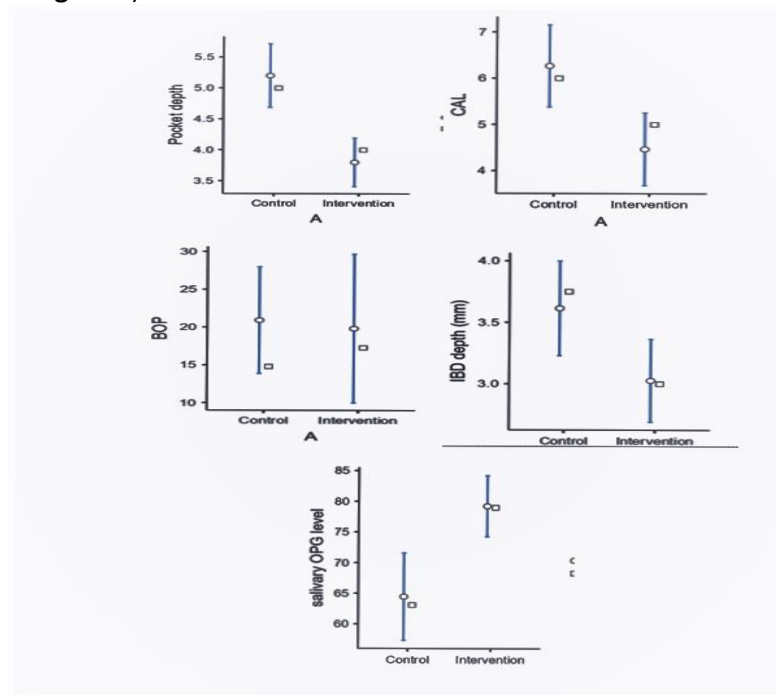 5.5
5.0
4.5
4.0
3.5
Pocket depth
Control Intervention
A
7
6
5
4
CAL
Control Intervention
A
30
25
20
15
10
BOP
Control Intervention
A
4.0
3.5
3.0
IBD depth (mm)
Control Intervention
85
80
75
70
65
60
salivary OPG level
Control Intervention